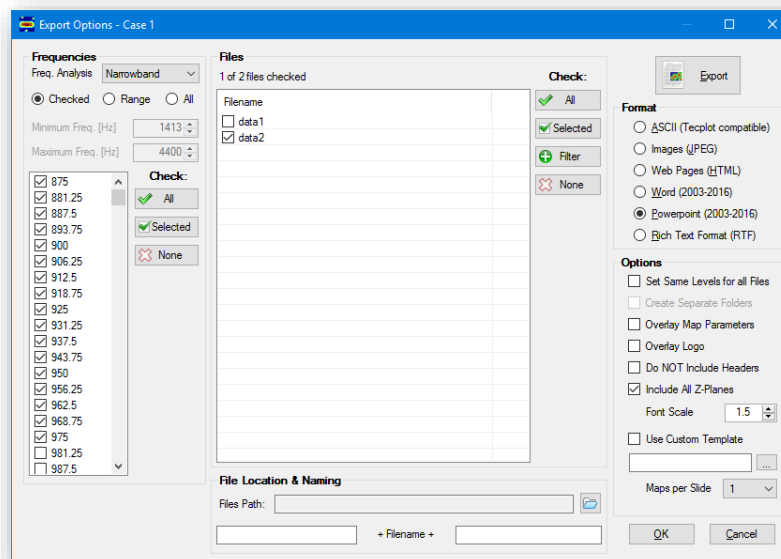 Export Options - Case 1
Frequencies
Freq. Analysis Narrowband
Checked Range All
Minimum Freq. [Hz] 1413
Maximum Freq. [Hz] 4400
Check:
875
881.25
887.5
893.75
900
906.25
912.5
918.75
925
931.25
937.5
943.75
950
956.25
962.5
968.75
975
981.25
987.5
All
Selected
None
Files
1 of 2 files checked
Check:
Filename
data1
data2
All
Selected
Filter
None
File Location & Naming
Files Path:
+ Filename +
Export
Format
ASCII (Tecplot compatible)
Images (JPEG)
Web Pages (HTML)
Word (2003-2016)
Powerpoint (2003-2016)
Rich Text Format (RTF)
Options
Set Same Levels for all Files
Create Separate Folders
Overlay Map Parameters
Overlay Logo
Do NOT Include Headers
Include All Z-Planes
Font Scale 1.5
Use Custom Template
...
Maps per Slide 1
OK Cancel